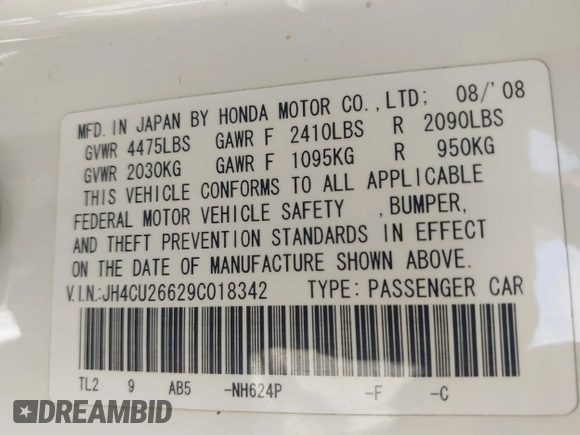 MFD. IN JAPAN BY HONDA MOTOR CO., LTD; 08/'08
GVWR 4475LBS GAWR F 2410LBS R 2090LBS
GVWR 2030KG GAWR F 1095KG R 950KG
THIS VEHICLE CONFORMS TO ALL APPLICABLE
FEDERAL MOTOR VEHICLE SAFETY , BUMPER,
AND THEFT PREVENTION STANDARDS IN EFFECT
ON THE DATE OF MANUFACTURE SHOWN ABOVE.
V.I.N.:JH4CU26629C018342 TYPE: PASSENGER CAR
TL2 9 AB5 -NH624P -F -C
DREAMBID